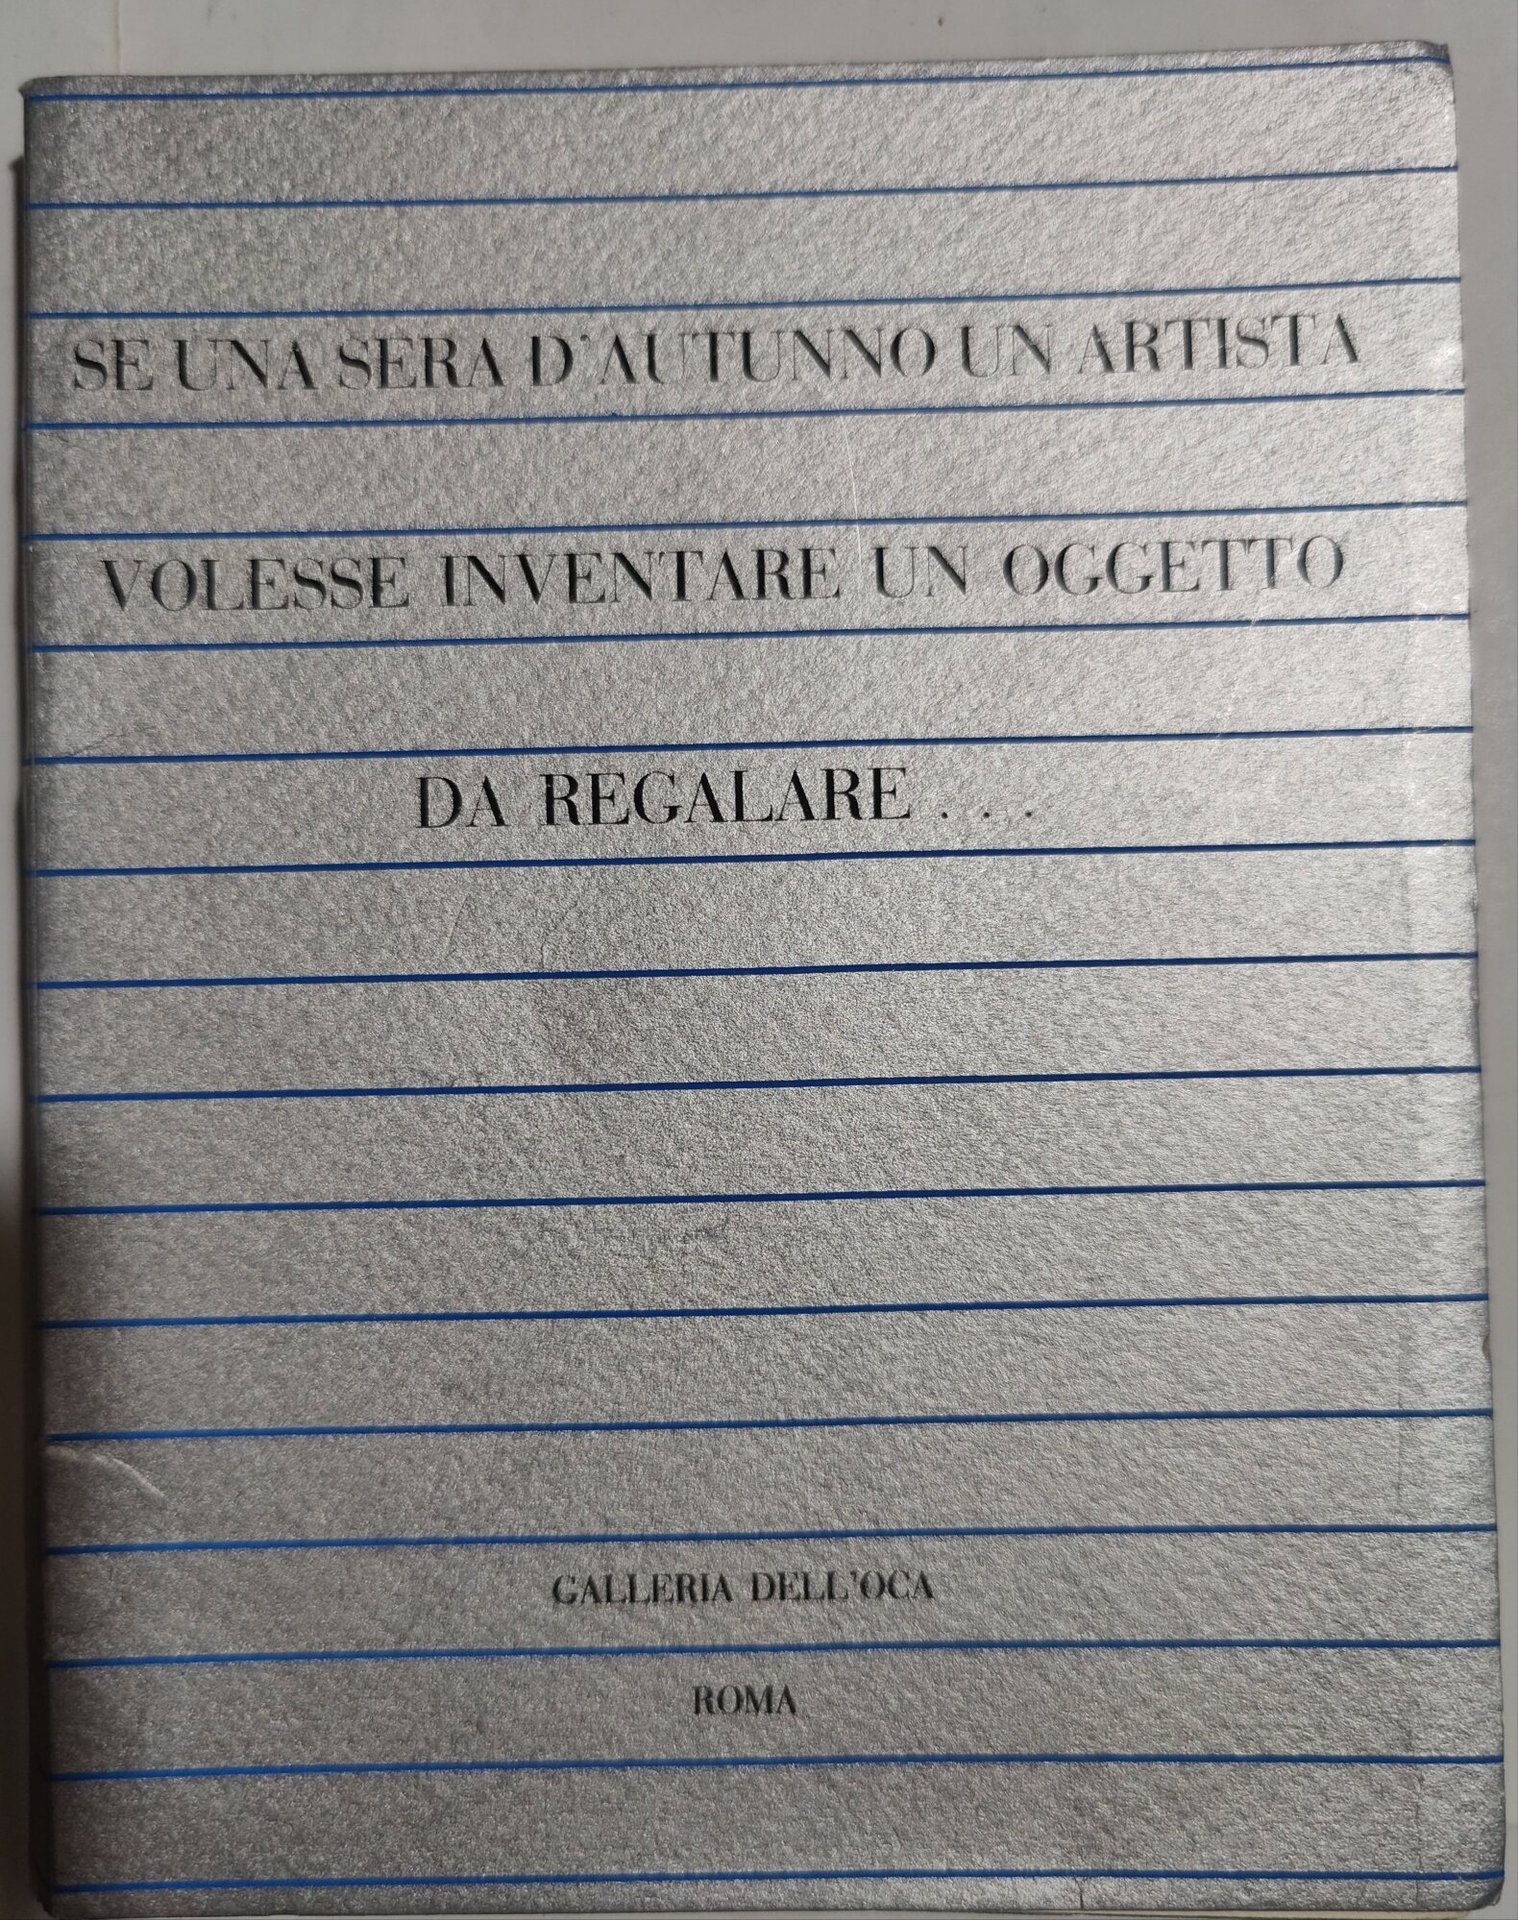 SE UNA SERA D'AUTUNNO UN ARTISTA
VOLESSE INVENTARE UN OGGETTO
DA REGALARE . . .
GALLERIA DELL'OCA
ROMA